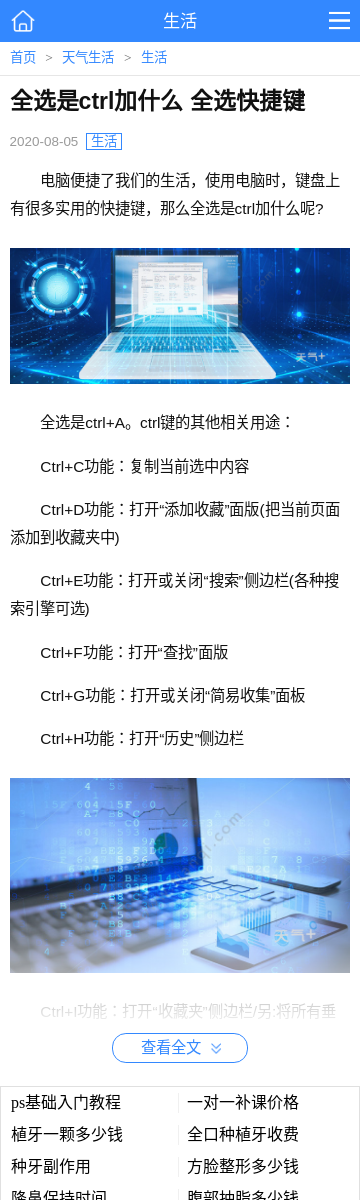 生活
首页 > 天气生活 > 生活
全选是ctrl加什么 全选快捷键
2020-08-05 生活
电脑便捷了我们的生活，使用电脑时，键盘上
有很多实用的快捷键，那么全选是ctrl加什么呢?
天气+
全选是ctrl+A。ctrl键的其他相关用途：
Ctrl+C功能：复制当前选中内容
Ctrl+D功能：打开“添加收藏”面版(把当前页面
添加到收藏夹中)
Ctrl+E功能：打开或关闭“搜索”侧边栏(各种搜
索引擎可选)
Ctrl+F功能：打开“查找”面版
Ctrl+G功能：打开或关闭“简易收集”面板
Ctrl+H功能：打开“历史”侧边栏
天气+
Ctrl+I功能：打开“收藏夹”侧边栏/另:将所有垂
查看全文
ps基础入门教程 一对一补课价格
植牙一颗多少钱 全口种植牙收费
种牙副作用 方脸整形多少钱
隆鼻保持时间 腹部抽脂多少钱